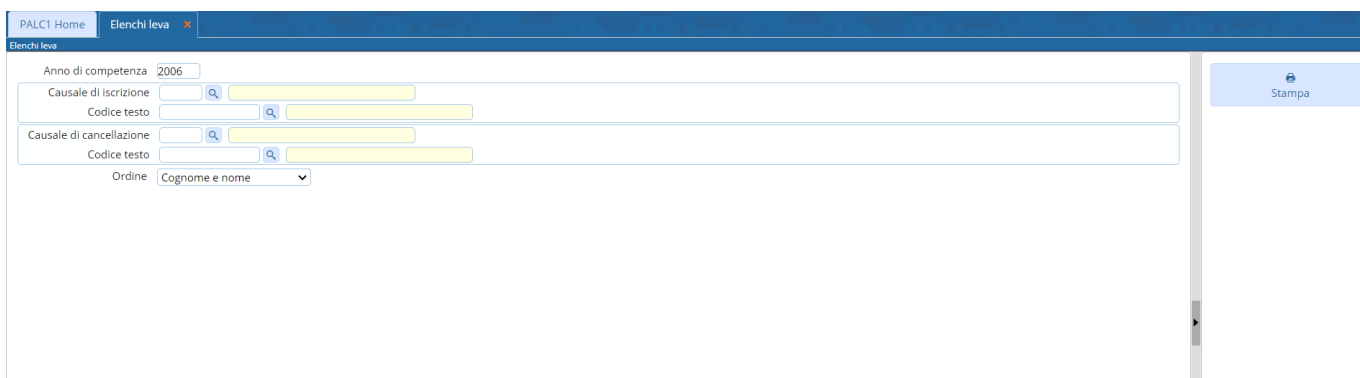 PALC1 Home Elenchi leva
Elenchi leva
Anno di competenza 2006
Causale di iscrizione
Codice testo
Causale di cancellazione
Codice testo
Ordine Cognome e nome
Stampa